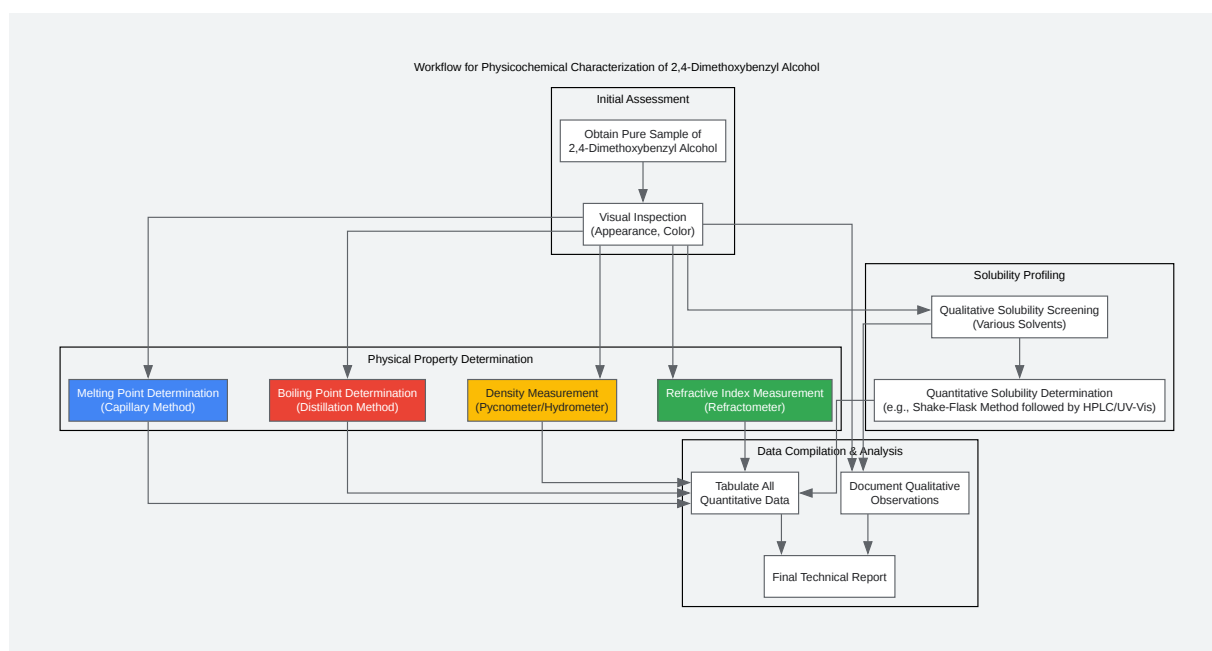 Workflow for Physicochemical Characterization of 2,4-Dimethoxybenzyl Alcohol
Initial Assessment
Obtain Pure Sample of
2,4-Dimethoxybenzyl Alcohol
Visual Inspection
(Appearance, Color)
Solubility Profiling
Qualitative Solubility Screening
(Various Solvents)
Physical Property Determination
Melting Point Determination
(Capillary Method)
Boiling Point Determination
(Distillation Method)
Density Measurement
(Pycnometer/Hydrometer)
Refractive Index Measurement
(Refractometer)
Quantitative Solubility Determination
(e.g., Shake-Flask Method followed by HPLC/UV-Vis)
Data Compilation & Analysis
Tabulate All
Quantitative Data
Document Qualitative
Observations
Final Technical Report